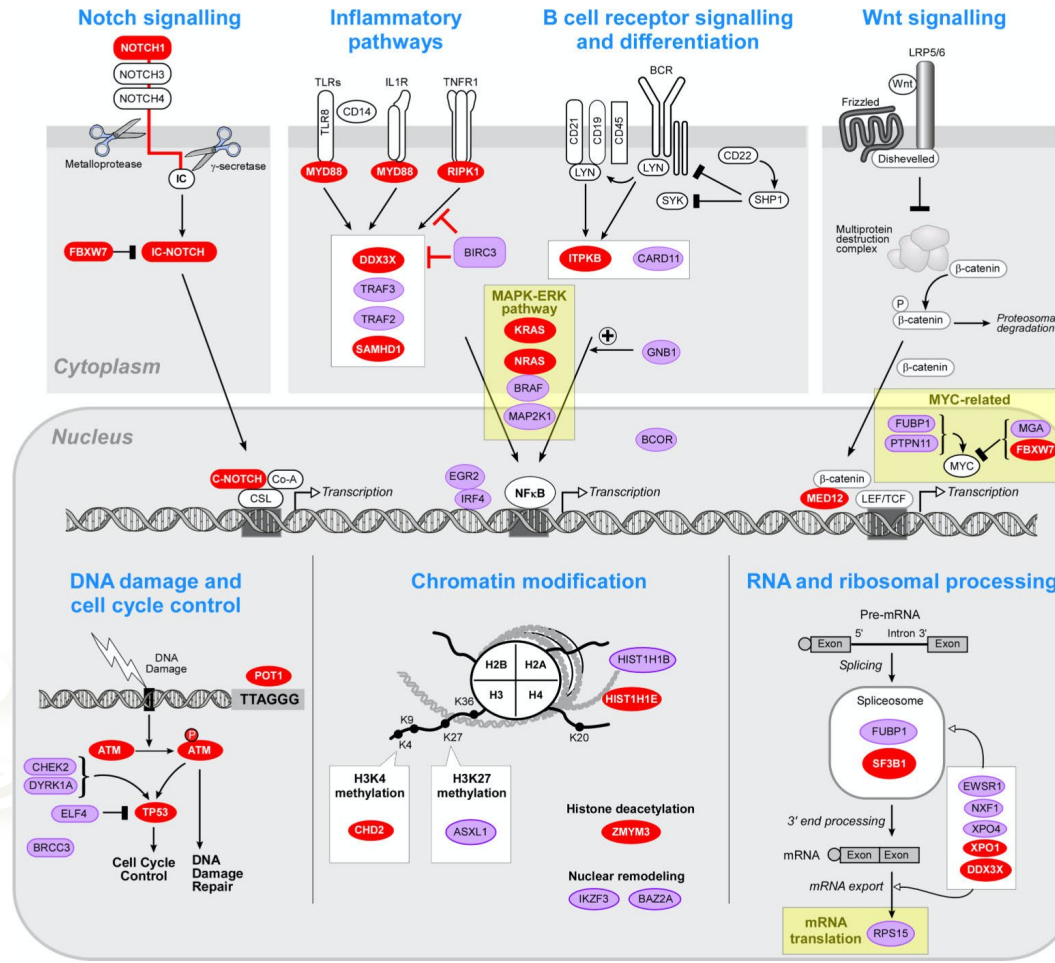 Notch signalling
NOTCH1
NOTCH3
NOTCH4
Metalloprotease
γ-secretase
IC
FBXW7
IC-NOTCH
Cytoplasm
Inflammatory
pathways
TLRs
IL1R
TNFR1
TLR8
CD14
MYD88
MYD88
RIPK1
DDX3X
TRAF3
TRAF2
SAMHD1
BIRC3
B cell receptor signalling
and differentiation
BCR
CD21
CD19
CD45
LYN
LYN
CD22
SYK
SHP1
ITPKB
CARD11
MAPK-ERK
pathway
KRAS
NRAS
BRAF
MAP2K1
+
GNB1
Wnt signalling
LRP5/6
Wnt
Frizzled
Dishevelled
Multiprotein
destruction
complex
β-catenin
P
β-catenin
Proteosomal
degradation
β-catenin
MYC-related
FUBP1
PTPN11
MYC
MGA
FBXW7
Nucleus
C-NOTCH
Co-A
CSL
Transcription
EGR2
IRF4
NFκB
Transcription
BCOR
β-catenin
MED12
LEF/TCF
Transcription
DNA damage and
cell cycle control
DNA
Damage
POT1
TTAGGG
ATM
P
ATM
CHEK2
DYRK1A
ELF4
TP53
BRCC3
Cell Cycle
Control
DNA
Damage
Repair
Chromatin modification
H2B
H2A
H3
H4
HIST1H1B
HIST1H1E
K36
K9
K4
K27
K20
H3K4
methylation
CHD2
H3K27
methylation
ASXL1
Histone deacetylation
ZMYM3
Nuclear remodeling
IKZF3
BAZ2A
RNA and ribosomal processing
Pre-mRNA
Exon
5'
Intron
3'
Exon
Splicing
Spliceosome
FUBP1
SF3B1
EWSR1
NXF1
XPO4
XPO1
DDX3X
3' end processing
mRNA
Exon
Exon
mRNA export
mRNA
translation
RPS15